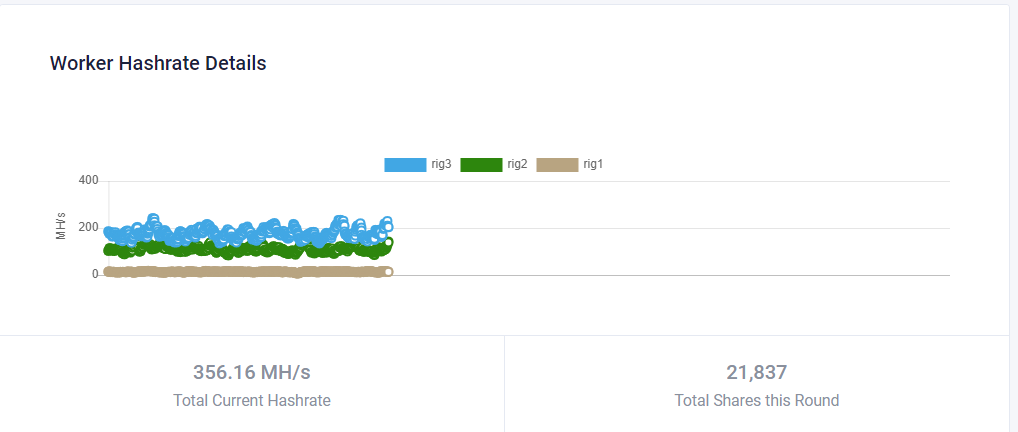 Worker Hashrate Details
rig3 rig2 rig1
400
200
0
MH/s
356.16 MH/s
Total Current Hashrate
21,837
Total Shares this Round